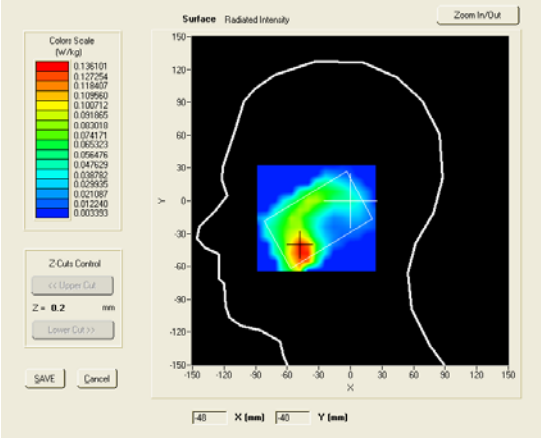 Surface Radiated Intensity
Zoom In/Out
Colors Scale
(W/kg)
0.136101
0.127254
0.118407
0.109560
0.100712
0.091865
0.083018
0.074171
0.065323
0.056476
0.047629
0.038782
0.029935
0.021087
0.012240
0.003393
Z-Cuts Control
<< Upper Cut
Z = 0.2 mm
Lower Cut >>
SAVE Cancel
150-
120-
90-
60-
30-
0-
-30-
-60-
-90-
-120-
-150-
Y
-150 -120 -90 -60 -30 0 30 60 90 120 150
X
-48 X (mm) -40 Y (mm)